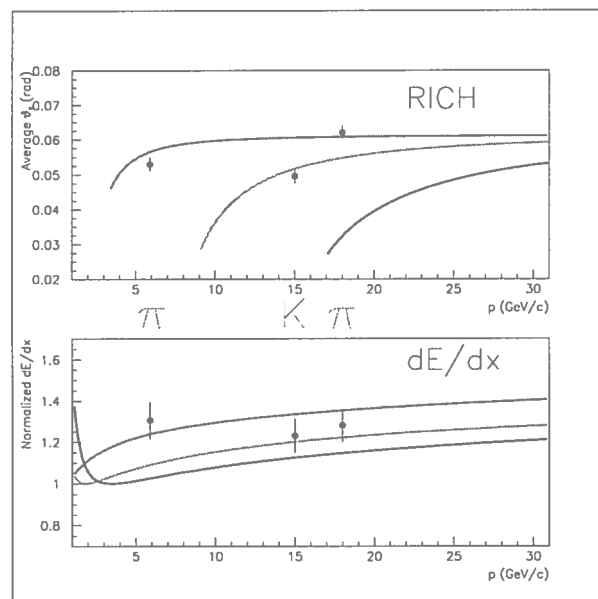 0.08
0.07
0.06
0.05
0.04
0.03
0.02
Average ϑc (rad)
RICH
5 10 15 20 25 30
p (GeV/c)
π K π
1.6
1.4
1.2
1
0.8
Normalized dE/dx
dE/dx
5 10 15 20 25 30
p (GeV/c)